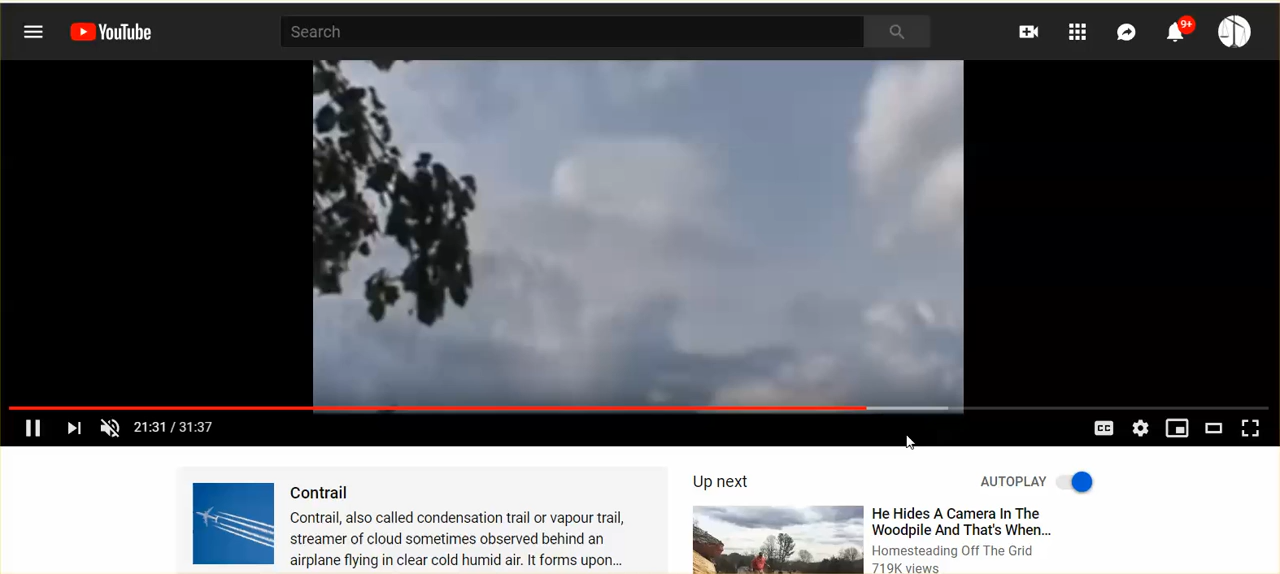 YouTube
Search
9+
21:31 / 31:37
CC
Contrail
Contrail, also called condensation trail or vapour trail,
streamer of cloud sometimes observed behind an
airplane flying in clear cold humid air. It forms upon...
Up next
AUTOPLAY
He Hides A Camera In The
Woodpile And That's When...
Homesteading Off The Grid
719K views